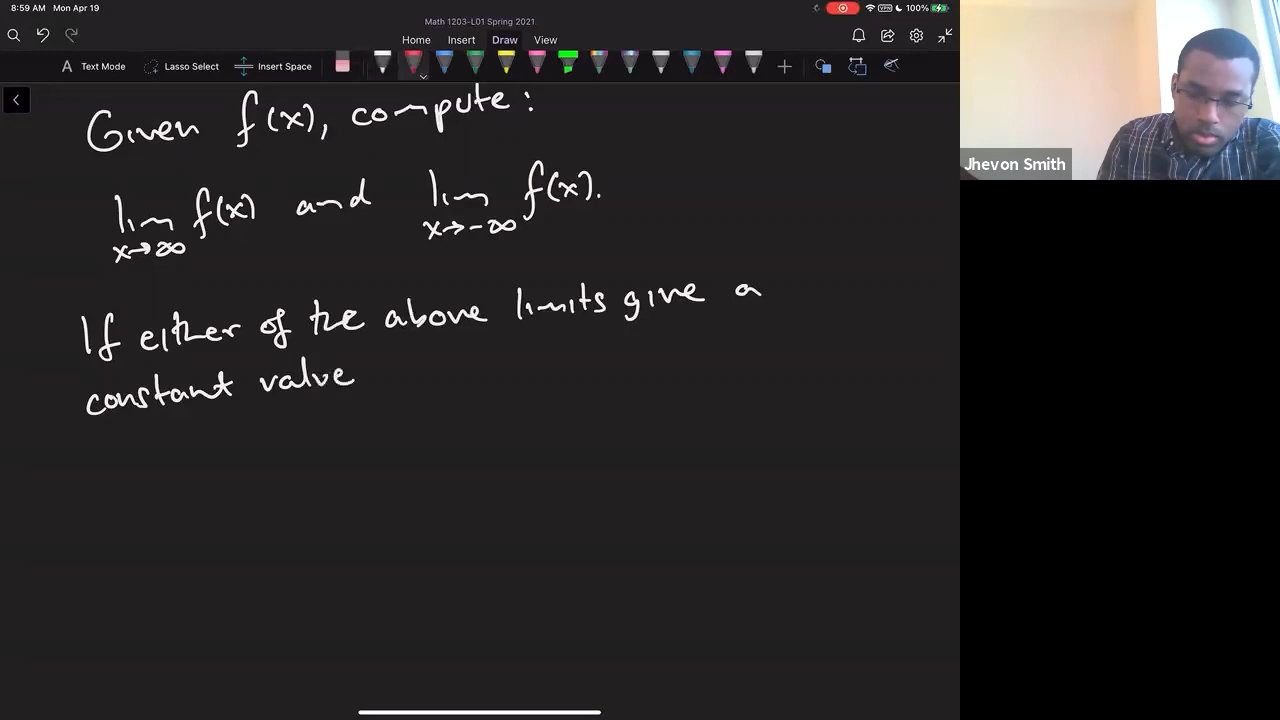 8:59 AM Mon Apr 19
VPN 100%
Math 1203-L01 Spring 2021
Home Insert Draw View
Text Mode Lasso Select Insert Space
Given f(x), compute:
lim f(x) and lim f(x).
x→∞ x→-∞
If either of the above limits give a
constant value
Jhevon Smith